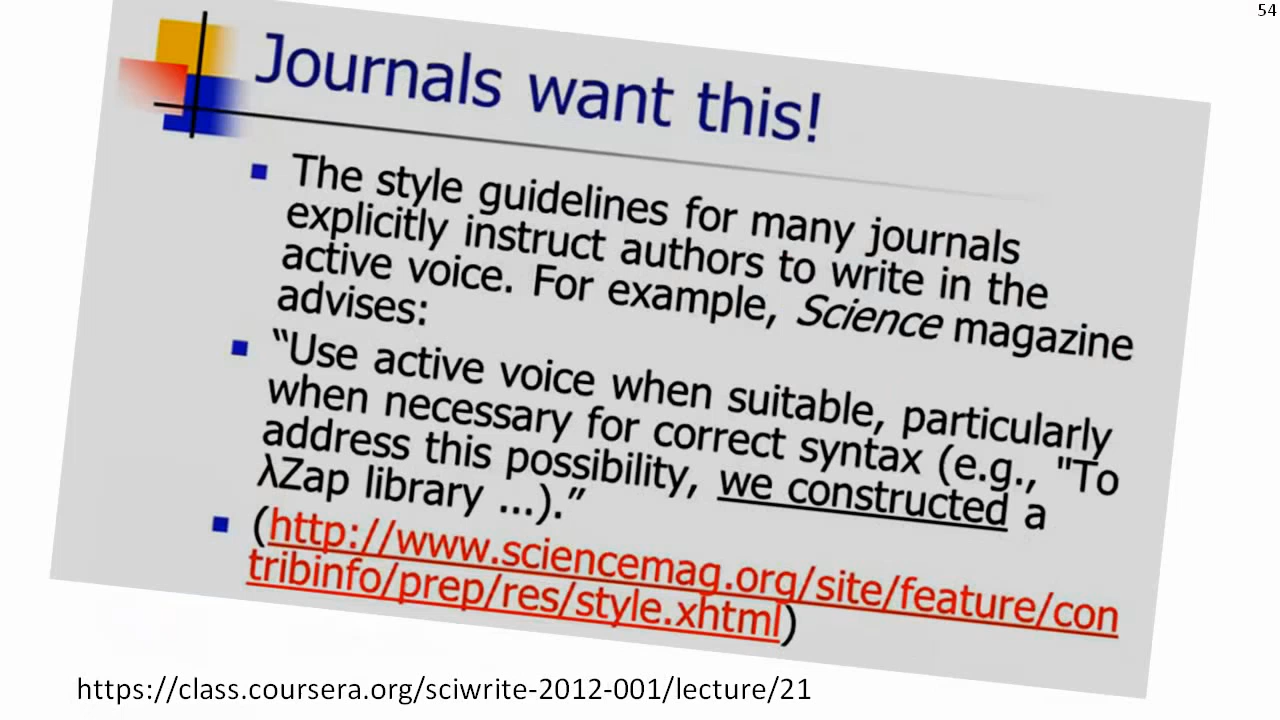 54
Journals want this!
The style guidelines for many journals
explicitly instruct authors to write in the
active voice. For example, Science magazine
advises:
“Use active voice when suitable, particularly
when necessary for correct syntax (e.g., "To
address this possibility, we constructed a
λZap library ...).”
(http://www.sciencemag.org/site/feature/con
tribinfo/prep/res/style.xhtml)
https://class.coursera.org/sciwrite-2012-001/lecture/21